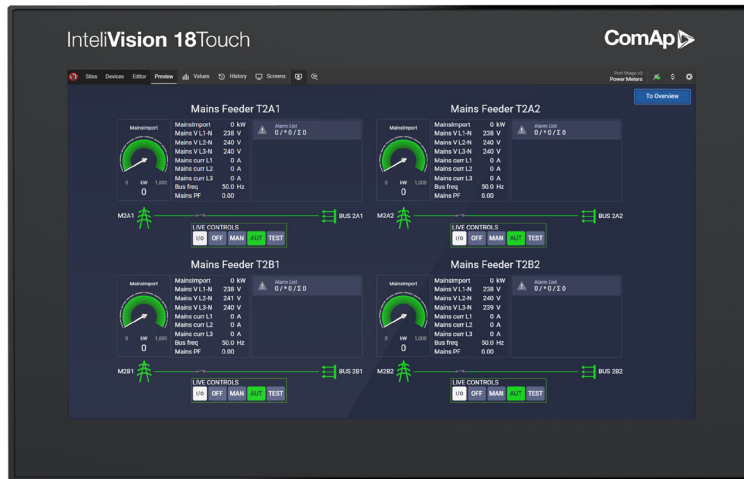 InteliVision 18Touch
ComAp
Sites Devices Editor Preview Values History Screens
Power Meters $
To Overview
Mains Feeder T2A1
MainsImport
0 kW 1,000
0
MainsImport 0 kW
Mains V L1-N 238 V
Mains V L2-N 240 V
Mains V L3-N 240 V
Mains curr L1 0 A
Mains curr L2 0 A
Mains curr L3 0 A
Bus freq 50.0 Hz
Mains PF 0.00
Alarm List
0 / * 0 / Σ 0
M2A1
BUS 2A1
LIVE CONTROLS
I/O OFF MAN AUT TEST
Mains Feeder T2A2
MainsImport
0 kW 1,000
0
MainsImport 0 kW
Mains V L1-N 238 V
Mains V L2-N 240 V
Mains V L3-N 240 V
Mains curr L1 0 A
Mains curr L2 0 A
Mains curr L3 0 A
Bus freq 50.0 Hz
Mains PF 0.00
Alarm List
0 / * 0 / Σ 0
M2A2
BUS 2A2
LIVE CONTROLS
I/O OFF MAN AUT TEST
Mains Feeder T2B1
MainsImport
0 kW 1,000
0
MainsImport 0 kW
Mains V L1-N 238 V
Mains V L2-N 241 V
Mains V L3-N 240 V
Mains curr L1 0 A
Mains curr L2 0 A
Mains curr L3 0 A
Bus freq 50.0 Hz
Mains PF 0.00
Alarm List
0 / * 0 / Σ 0
M2B1
BUS 2B1
LIVE CONTROLS
I/O OFF MAN AUT TEST
Mains Feeder T2B2
MainsImport
0 kW 1,000
0
MainsImport 0 kW
Mains V L1-N 238 V
Mains V L2-N 240 V
Mains V L3-N 239 V
Mains curr L1 0 A
Mains curr L2 0 A
Mains curr L3 0 A
Bus freq 50.0 Hz
Mains PF 0.00
Alarm List
0 / * 0 / Σ 0
M2B2
BUS 2B2
LIVE CONTROLS
I/O OFF MAN AUT TEST